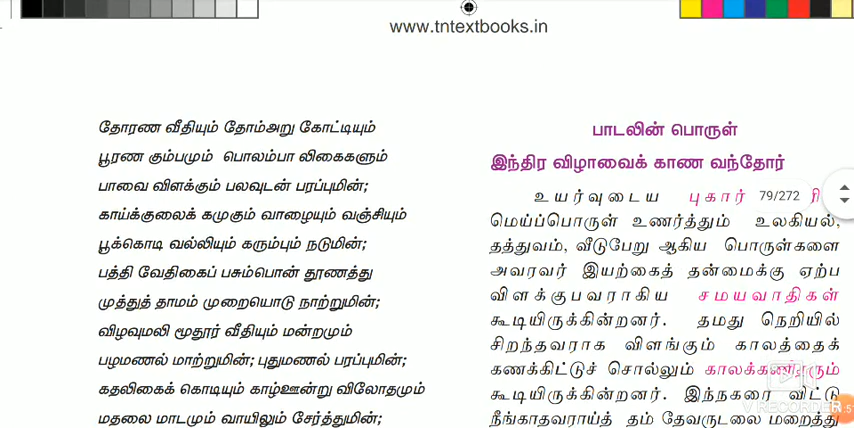 www.tntextbooks.in
தோரண வீதியும் தோம்அறு கோட்டியும்
பூரண கும்பமும் பொலம்பா லிகைகளும்
பாவை விளக்கும் பலவுடன் பரப்புமின்;
காய்க்குலைக் கமுகும் வாழையும் வஞ்சியும்
பூக்கொடி வல்லியும் கரும்பும் நடுமின்;
பத்தி வேதிகைப் பசும்பொன் தூணத்து
முத்துத் தாமம் முறையொடு நாற்றுமின்;
விழவுமலி மூதூர் வீதியும் மன்றமும்
பழமணல் மாற்றுமின்; புதுமணல் பரப்புமின்;
கதலிகைக் கொடியும் காழ்ஊன்று விலோதமும்
மதலை மாடமும் வாயிலும் சேர்த்துமின்;
பாடலின் பொருள்
இந்திர விழாவைக் காண வந்தோர்
உயர்வுடைய புகார்
79/272
மெய்ப்பொருள் உணர்த்தும் உலகியல்,
தத்துவம், வீடுபேறு ஆகிய பொருள்களை
அவரவர் இயற்கைத் தன்மைக்கு ஏற்ப
விளக்குபவராகிய சமயவாதிகள்
கூடியிருக்கின்றனர். தமது நெறியில்
சிறந்தவராக விளங்கும் காலத்தைக்
கணக்கிட்டுச் சொல்லும் காலக்கணிதரும்
கூடியிருக்கின்றனர். இந்நகரை விட்டு
நீங்காதவராய்த் தம் தேவருடலை மறைத்து
V RECORDER